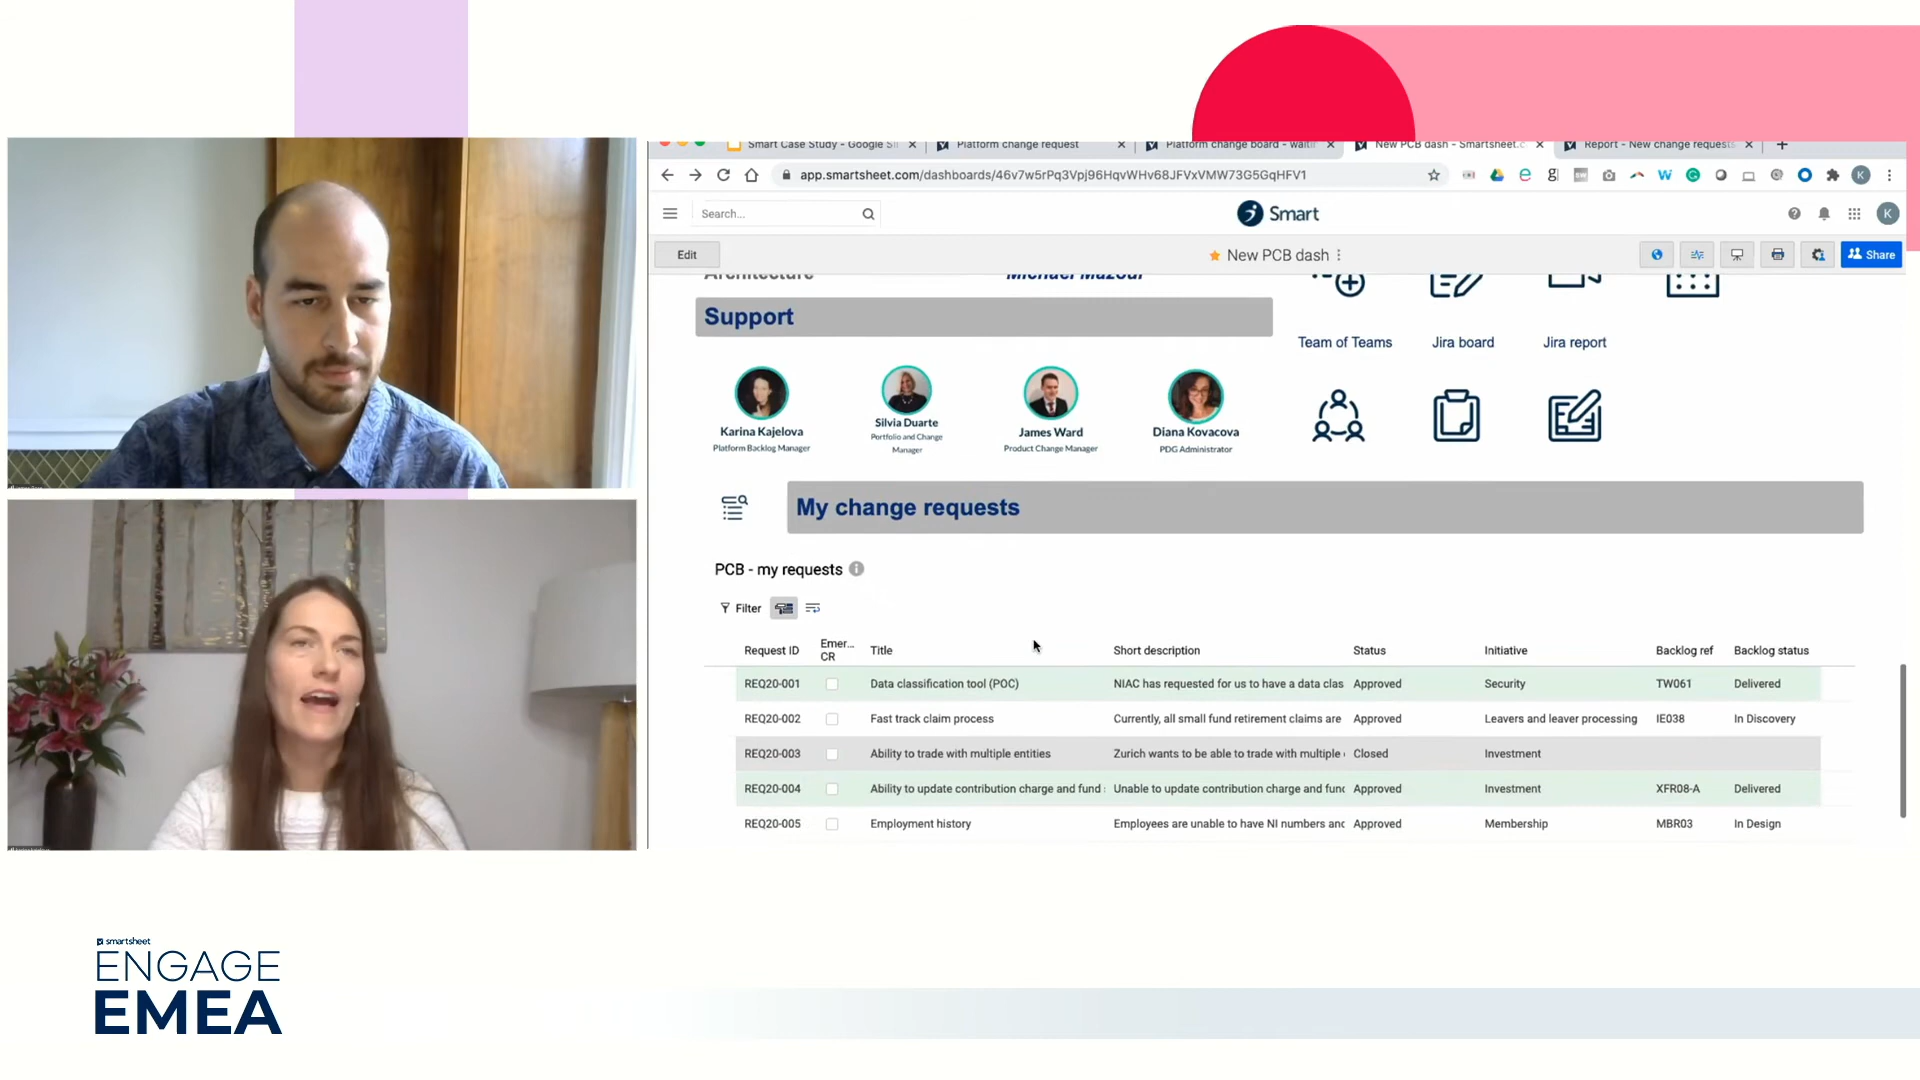 Smart Case Study - Google Sli
Platform change request
Platform change board - waiti
New PCB dash - Smartsheet.c
Report - New change requests
app.smartsheet.com/dashboards/46v7w5rPq3Vpj96HqvWHv68JFVxVMW73G5GqHFV1
K
Search...
Smart
K
Edit
New PCB dash
Share
Architecture
Support
Team of Teams
Jira board
Jira report
Karina Kajelova
Platform Backlog Manager
Silvia Duarte
Portfolio and Change
Manager
James Ward
Product Change Manager
Diana Kovacova
PDG Administrator
My change requests
PCB - my requests
Filter
Request ID Emer... CR Title Short description Status Initiative Backlog ref Backlog status
REQ20-001 Data classification tool (POC) NIAC has requested for us to have a data clas Approved Security TW061 Delivered
REQ20-002 Fast track claim process Currently, all small fund retirement claims are Approved Leavers and leaver processing IE038 In Discovery
REQ20-003 Ability to trade with multiple entities Zurich wants to be able to trade with multiple Closed Investment
REQ20-004 Ability to update contribution charge and fund Unable to update contribution charge and func Approved Investment XFR08-A Delivered
REQ20-005 Employment history Employees are unable to have NI numbers and Approved Membership MBR03 In Design
smartsheet
ENGAGE
EMEA